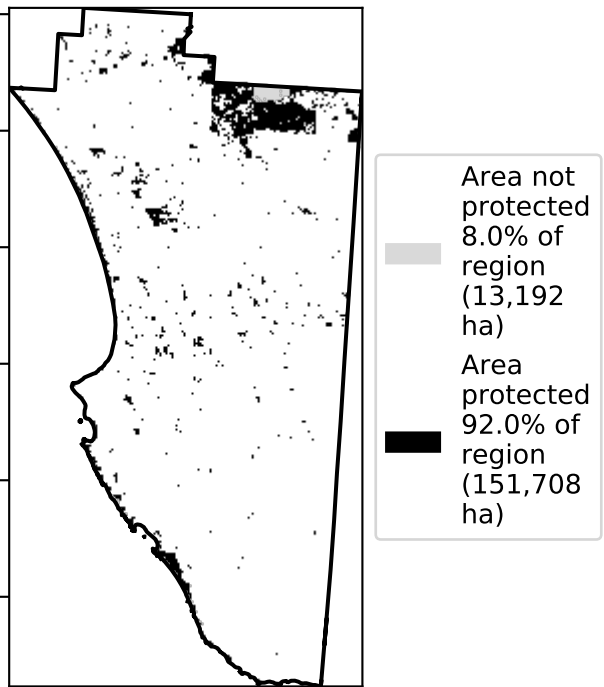 Area not
protected
8.0% of
region
(13,192
ha)
Area
protected
92.0% of
region
(151,708
ha)